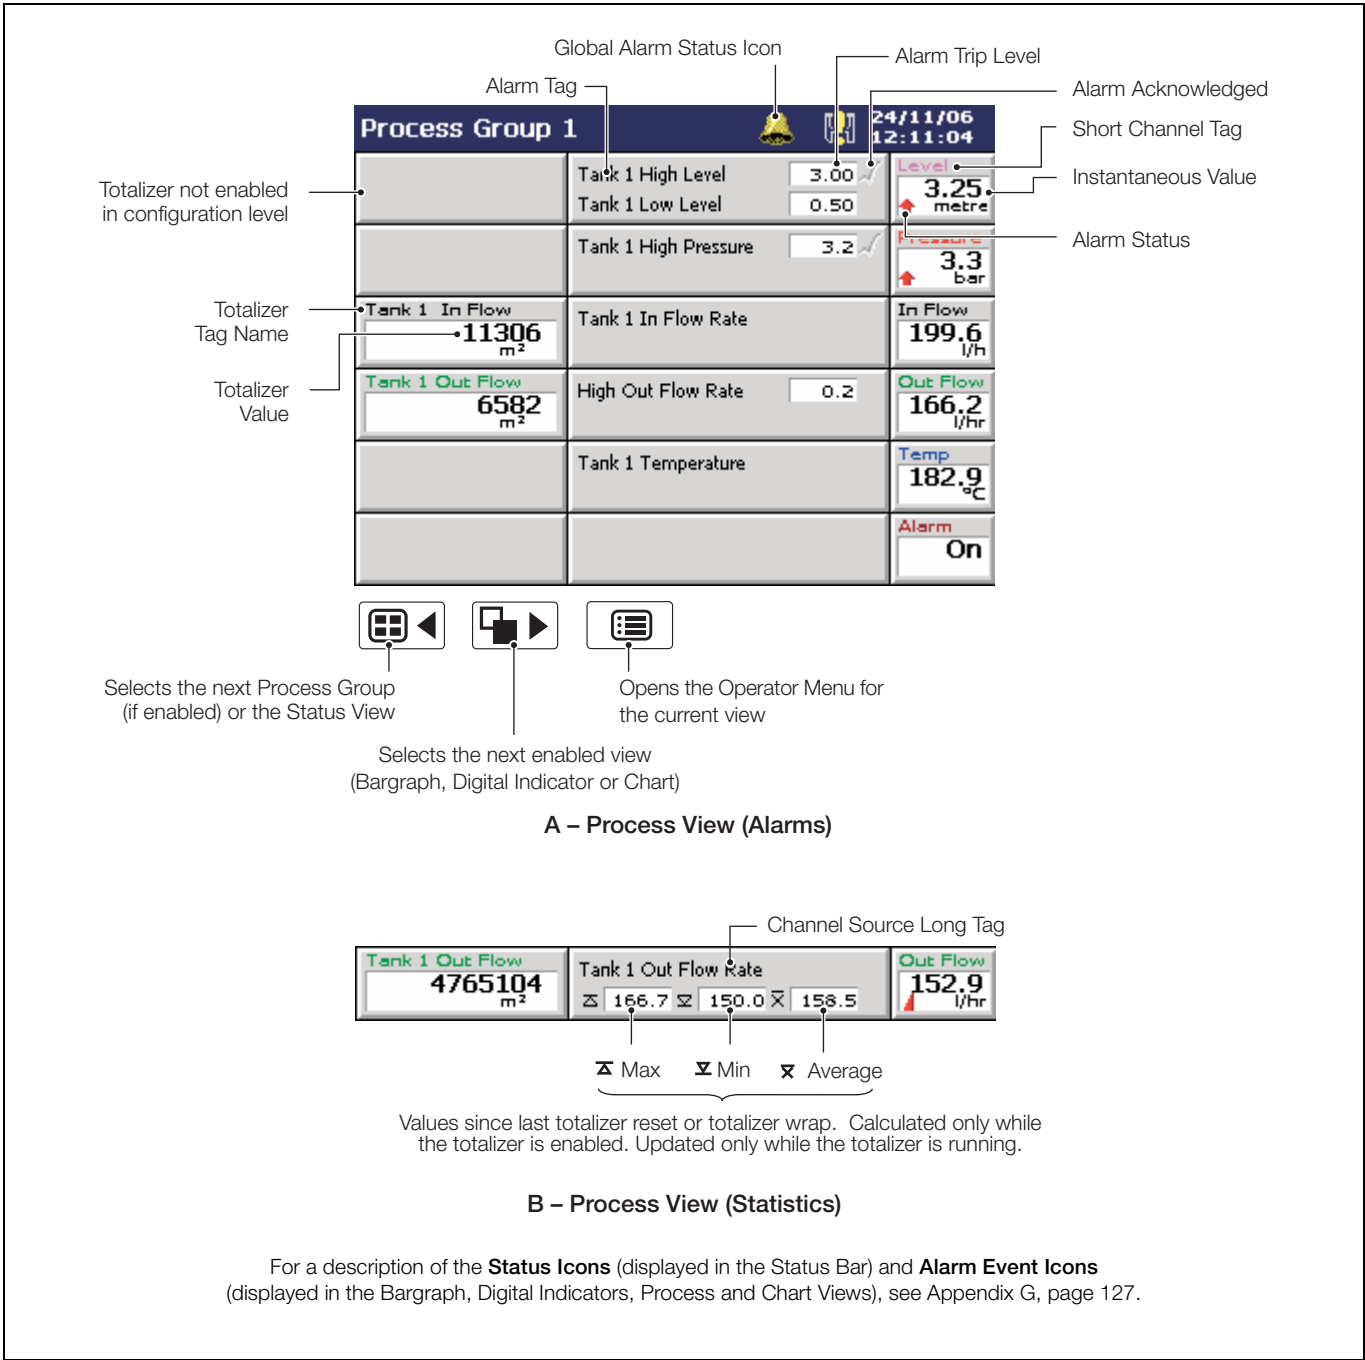 Global Alarm Status Icon
Alarm Trip Level
Alarm Tag
Alarm Acknowledged
Short Channel Tag
Instantaneous Value
Alarm Status
Totalizer not enabled
in configuration level
Totalizer
Tag Name
Totalizer
Value
Process Group 1
24/11/06
12:11:04
Tank 1 High Level 3.00
Tank 1 Low Level 0.50
Level
3.25
metre
Tank 1 High Pressure 3.2
Pressure
3.3
bar
Tank 1 In Flow
11306
m²
Tank 1 In Flow Rate
In Flow
199.6
l/h
Tank 1 Out Flow
6582
m²
High Out Flow Rate 0.2
Out Flow
166.2
l/hr
Tank 1 Temperature
Temp
182.9
°C
Alarm
On
Selects the next Process Group
(if enabled) or the Status View
Opens the Operator Menu for
the current view
Selects the next enabled view
(Bargraph, Digital Indicator or Chart)
A – Process View (Alarms)
Channel Source Long Tag
Tank 1 Out Flow
4765104
m²
Tank 1 Out Flow Rate
166.7 150.0 158.5
Out Flow
152.9
l/hr
Max Min Average
Values since last totalizer reset or totalizer wrap. Calculated only while
the totalizer is enabled. Updated only while the totalizer is running.
B – Process View (Statistics)
For a description of the Status Icons (displayed in the Status Bar) and Alarm Event Icons
(displayed in the Bargraph, Digital Indicators, Process and Chart Views), see Appendix G, page 127.